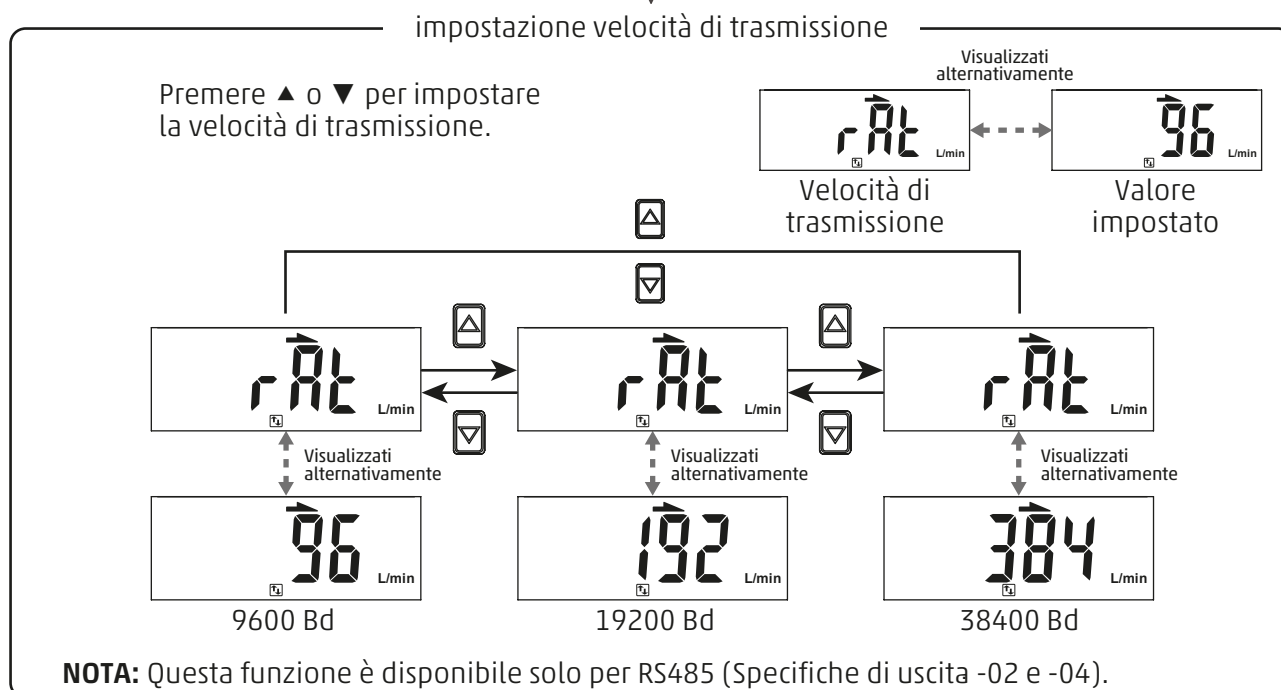 impostazione velocità di trasmissione
Premere ▲ o ▼ per impostare
la velocità di trasmissione.
Visualizzati
alternativamente
rAt
L/min
96
L/min
Velocità di
trasmissione
Valore
impostato
rAt
L/min
rAt
L/min
rAt
L/min
Visualizzati
alternativamente
Visualizzati
alternativamente
Visualizzati
alternativamente
96
L/min
192
L/min
384
L/min
9600 Bd
19200 Bd
38400 Bd
NOTA: Questa funzione è disponibile solo per RS485 (Specifiche di uscita -02 e -04).